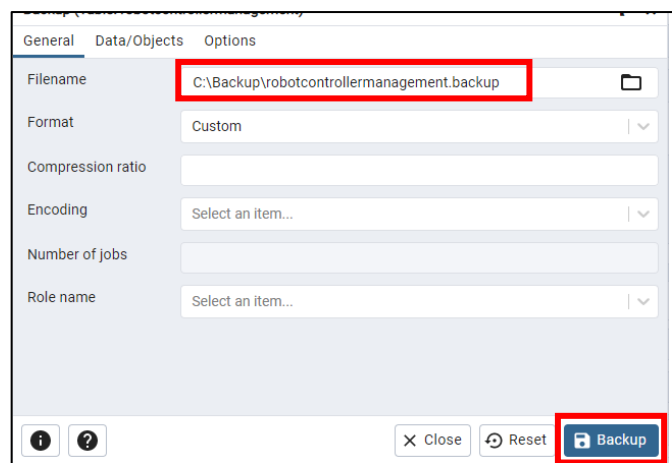 General Data/Objects Options
Filename C:\Backup\robotcontrollermanagement.backup
Format Custom
Compression ratio
Encoding Select an item...
Number of jobs
Role name Select an item...
Close Reset Backup